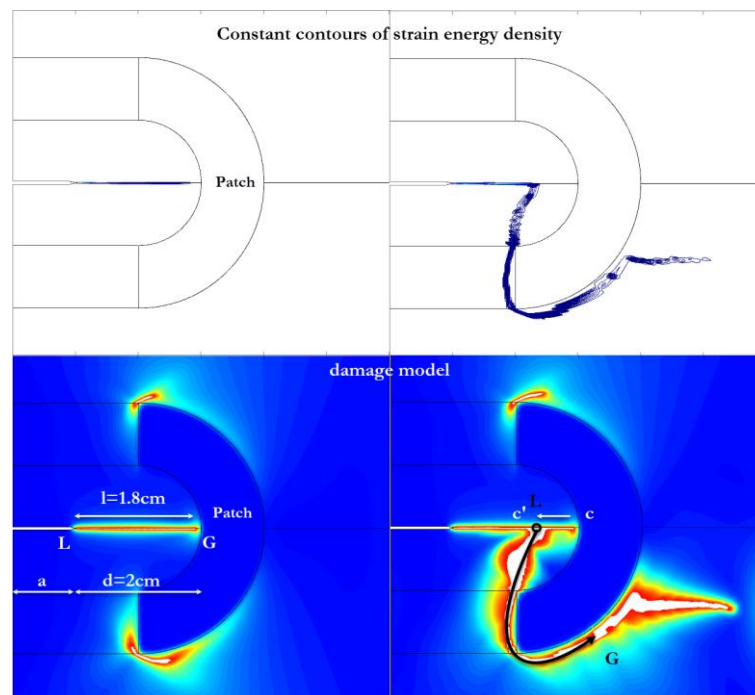 Constant contours of strain energy density
Patch
damage model
l=1.8cm
Patch
L
G
a
d=2cm
L
c'
c
G